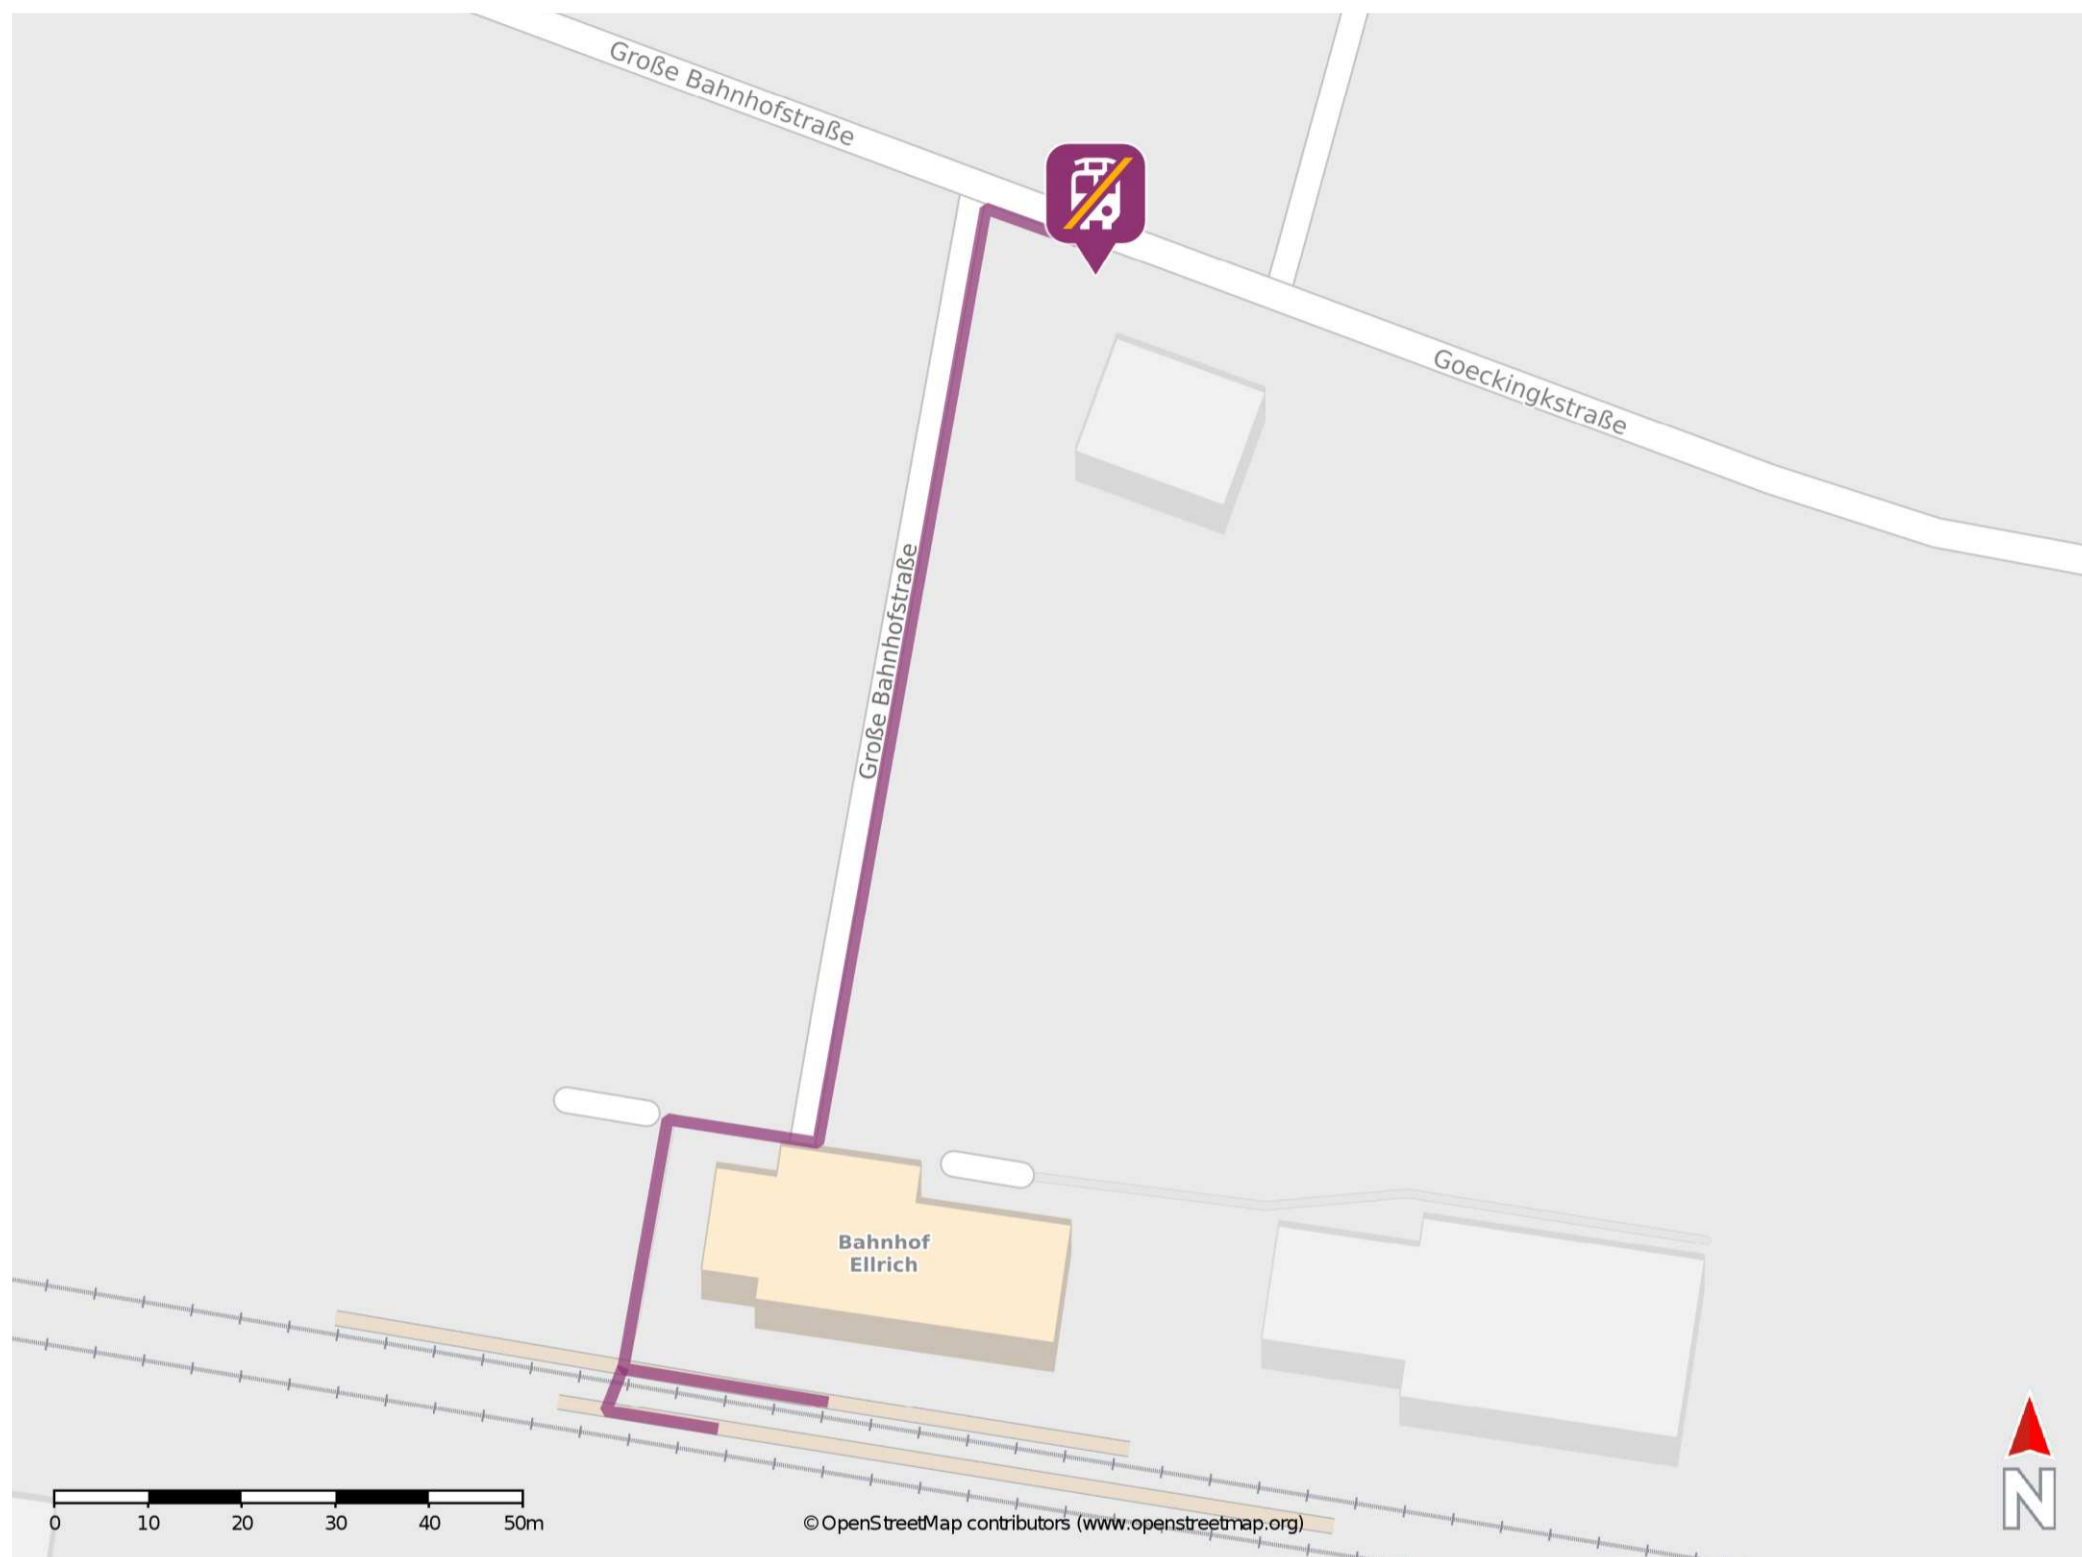 Große Bahnhofstraße
Goeckingkstraße
Große Bahnhofstraße
Bahnhof
Ellrich
0 10 20 30 40 50m
© OpenStreetMap contributors (www.openstreetmap.org)
N